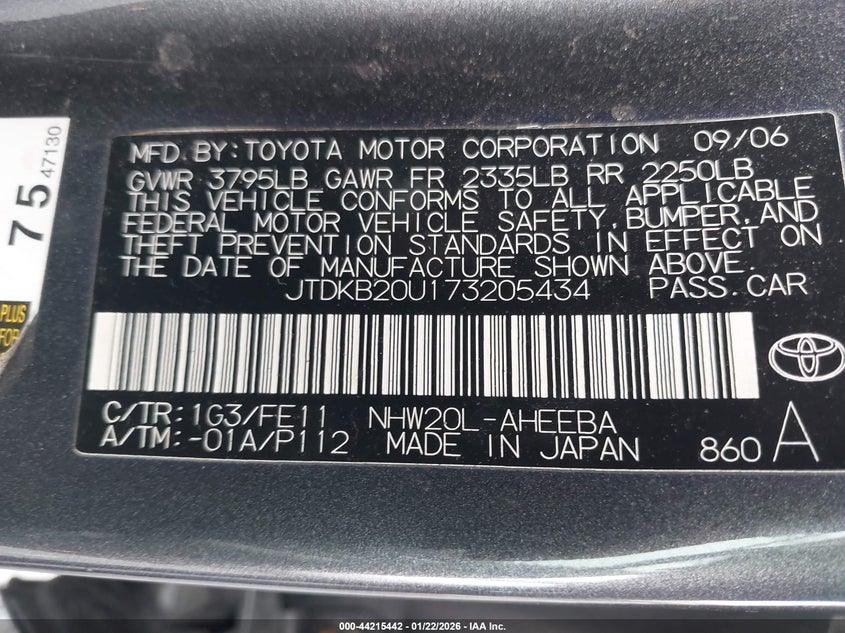 MFD.BY:TOYOTA MOTOR CORPORATION 09/06
GVWR 3795LB GAWR FR 2335LB RR 2250LB
THIS VEHICLE CONFORMS TO ALL APPLICABLE
FEDERAL MOTOR VEHICLE SAFETY,BUMPER,AND
THEFT PREVENTION STANDARDS IN EFFECT ON
THE DATE OF MANUFACTURE SHOWN ABOVE.
JTDKB20U173205434 PASS.CAR
C/TR:1G3/FE11 NHW20L-AHEEBA
A/TM:-01A/P112 MADE IN JAPAN 860 A
75
47130
PLUS
FOR
000-44215442 - 01/22/2026 - IAA Inc.